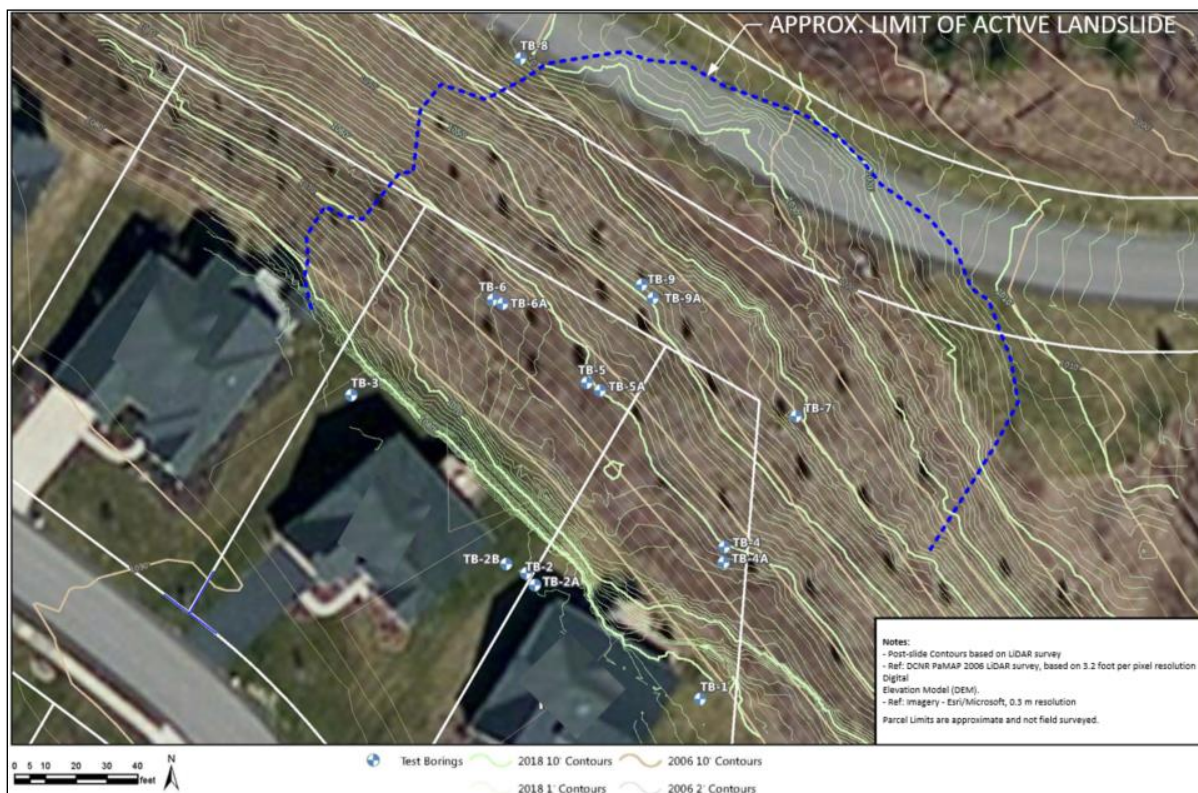 APPROX. LIMIT OF ACTIVE LANDSLIDE
TB-8
TB-9
TB-6
TB-6A
TB-9A
TB-5
TB-3
TB-5A
TB-7
TB-4
TB-2B
TB-4A
TB-2
TB-2A
1030
TB-1
Notes:
- Post-slide Contours based on LiDAR survey
- Ref: DCNR PaMAP 2006 LiDAR survey, based on 3.2 foot per pixel resolution
Digital
Elevation Model (DEM).
- Ref: Imagery - Esri/Microsoft, 0.3 m resolution
Parcel Limits are approximate and not field surveyed.
0 5 10 20 30 40
feet
N
Test Borings
2018 10' Contours
2006 10' Contours
2018 1' Contours
2006 2' Contours